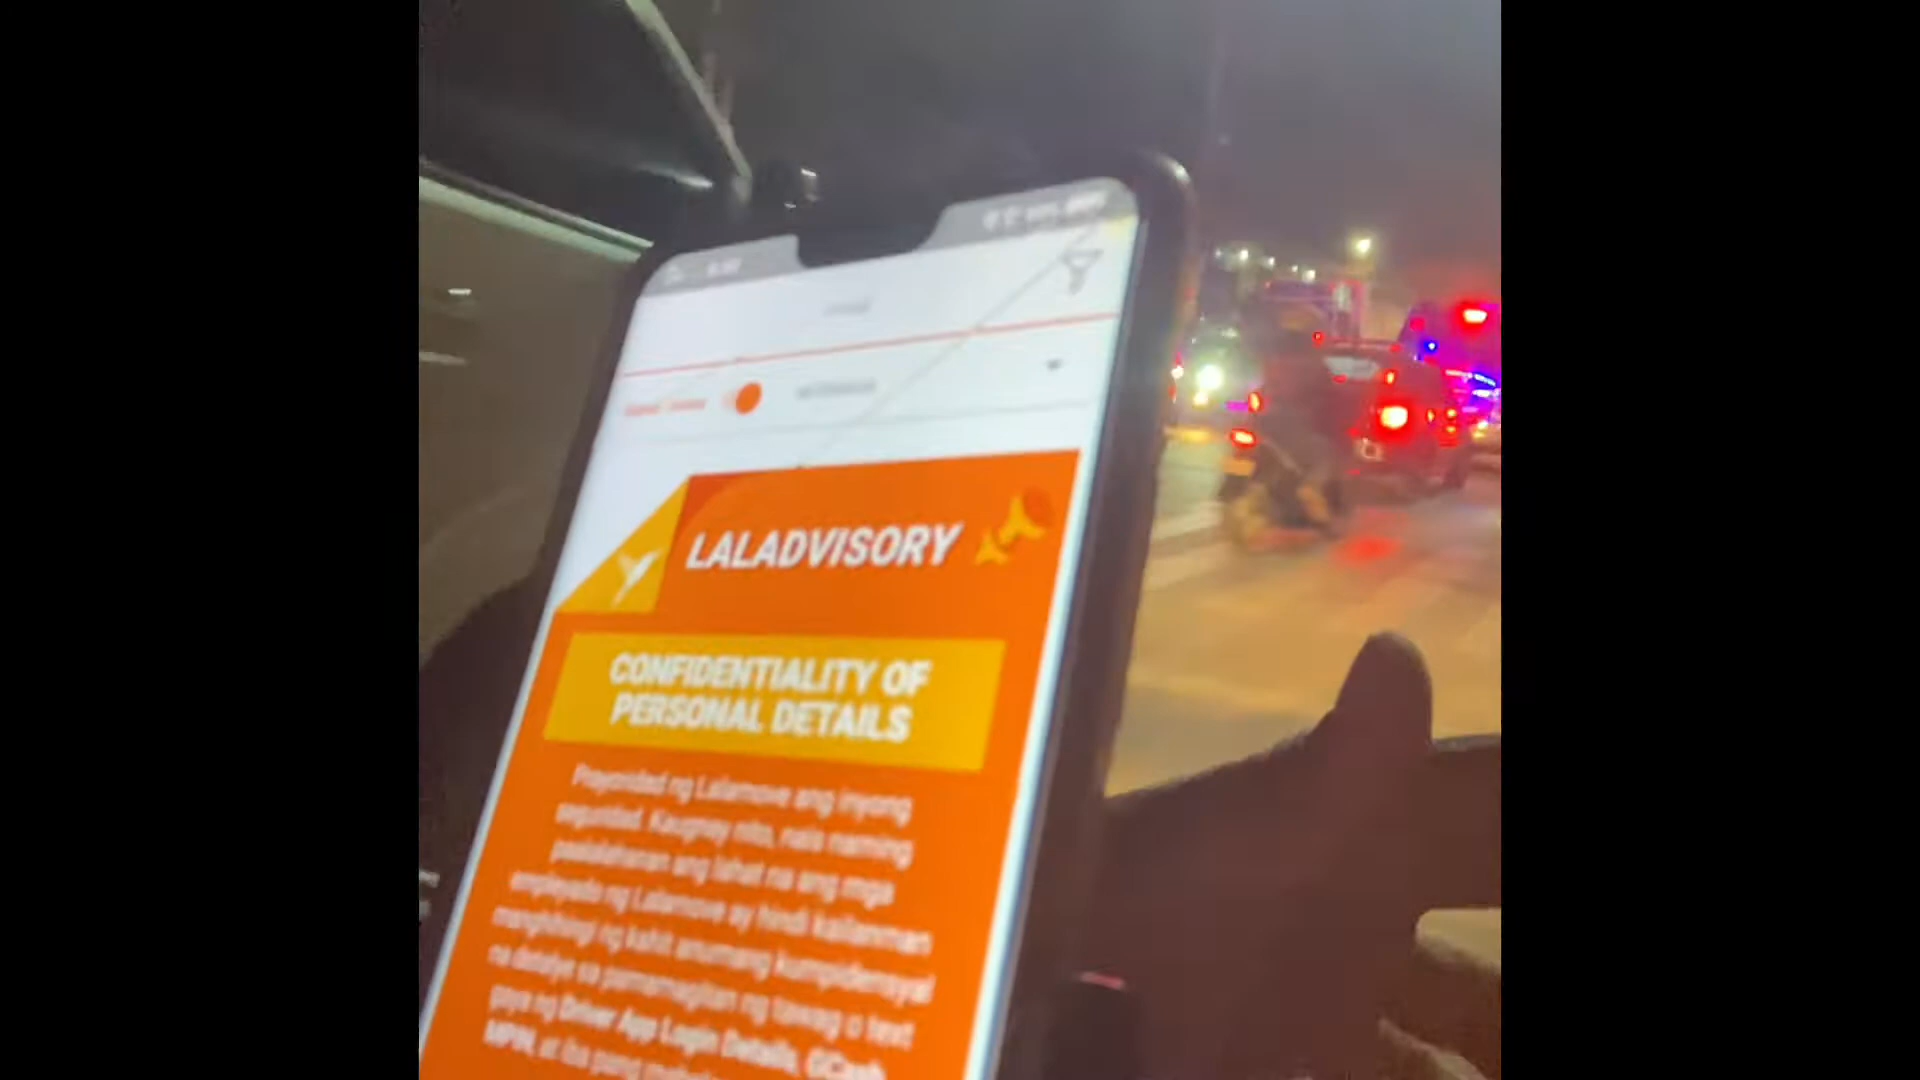 LALADVISORY
CONFIDENTIALITY OF
PERSONAL DETAILS
Prayoridad ng Lalamove ang inyong
seguridad. Kaugnay nito, nais naming
paalalahanan ang lahat na ang mga
empleyado ng Lalamove ay hindi kailanman
manghihingi ng kahit anumang kumpidensyal
na detalye sa pamamagitan ng tawag o text
gaya ng Driver App Login Details, GCash
MPIN, at iba pang